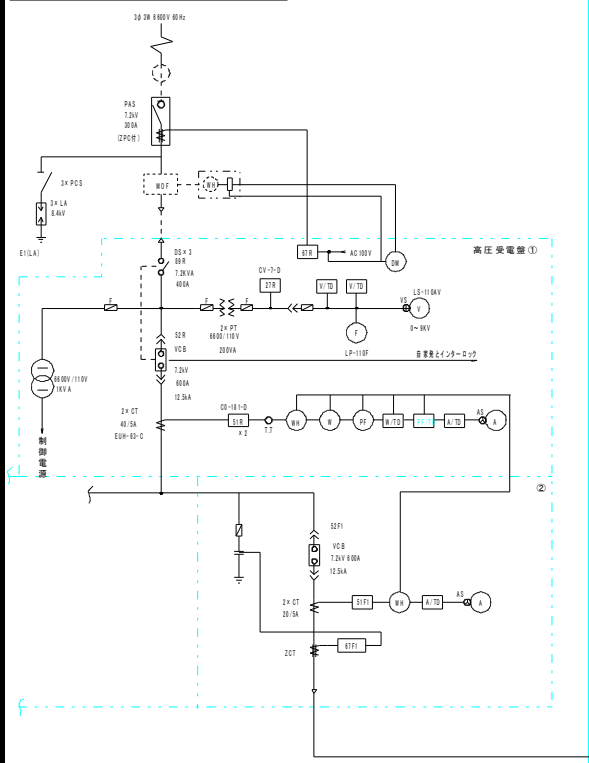 3φ 3W 6600V 60Hz
PAS
7.2kV
300A
(ZPC付)
3× PCS
3× LA
8.4kV
E1(LA)
MOF
WH
67R
AC100V
DM
高圧受電盤①
DS× 3
89R
7.2KVA
400A
CV-7-D
27R
V/TD
V/TD
LS-110AV
VS
V
0～ 9KV
F
F
F
2× PT
6600/110V
200VA
F
LP-110F
52R
VCB
7.2kV
600A
12.5kA
自家発とインターロック
6600V/110V
1KVA
制御電源
2× CT
40/5A
EUH-63-C
CO-101-D
51R
× 2
T.T
WH
W
PF
W/TD
PF/TD
A/TD
AS
A
②
52F1
VCB
7.2kV 600A
12.5kA
2× CT
20/5A
51F1
WH
A/TD
AS
A
ZCT
67F1